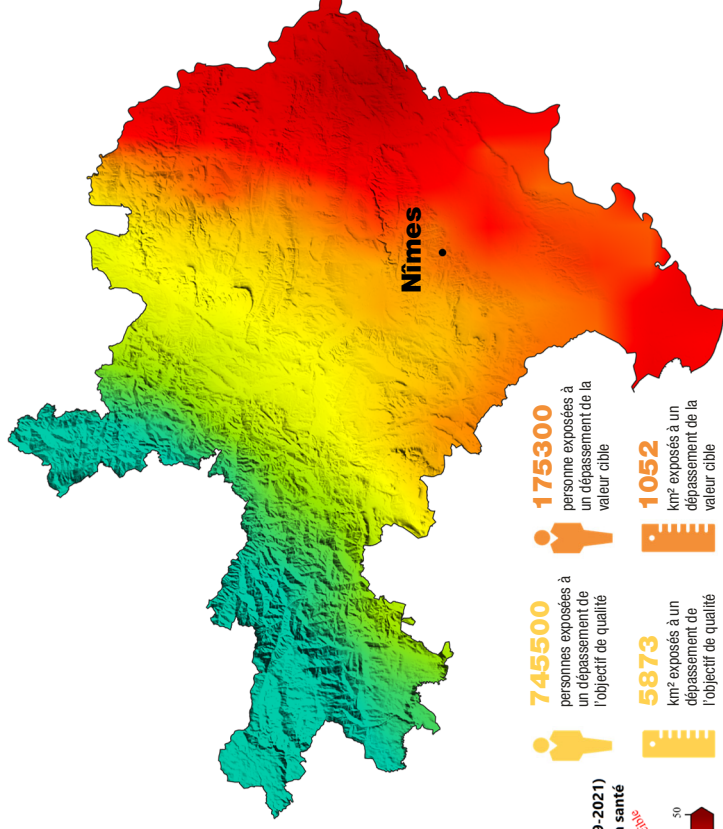 Nîmes
745500
personnes exposées à
un dépassement de
l'objectif de qualité
175300
personne exposées à
un dépassement de la
valeur cible
5873
km² exposés à un
dépassement de
l'objectif de qualité
1052
km² exposés à un
dépassement de la
valeur cible
-2021)
santé
50